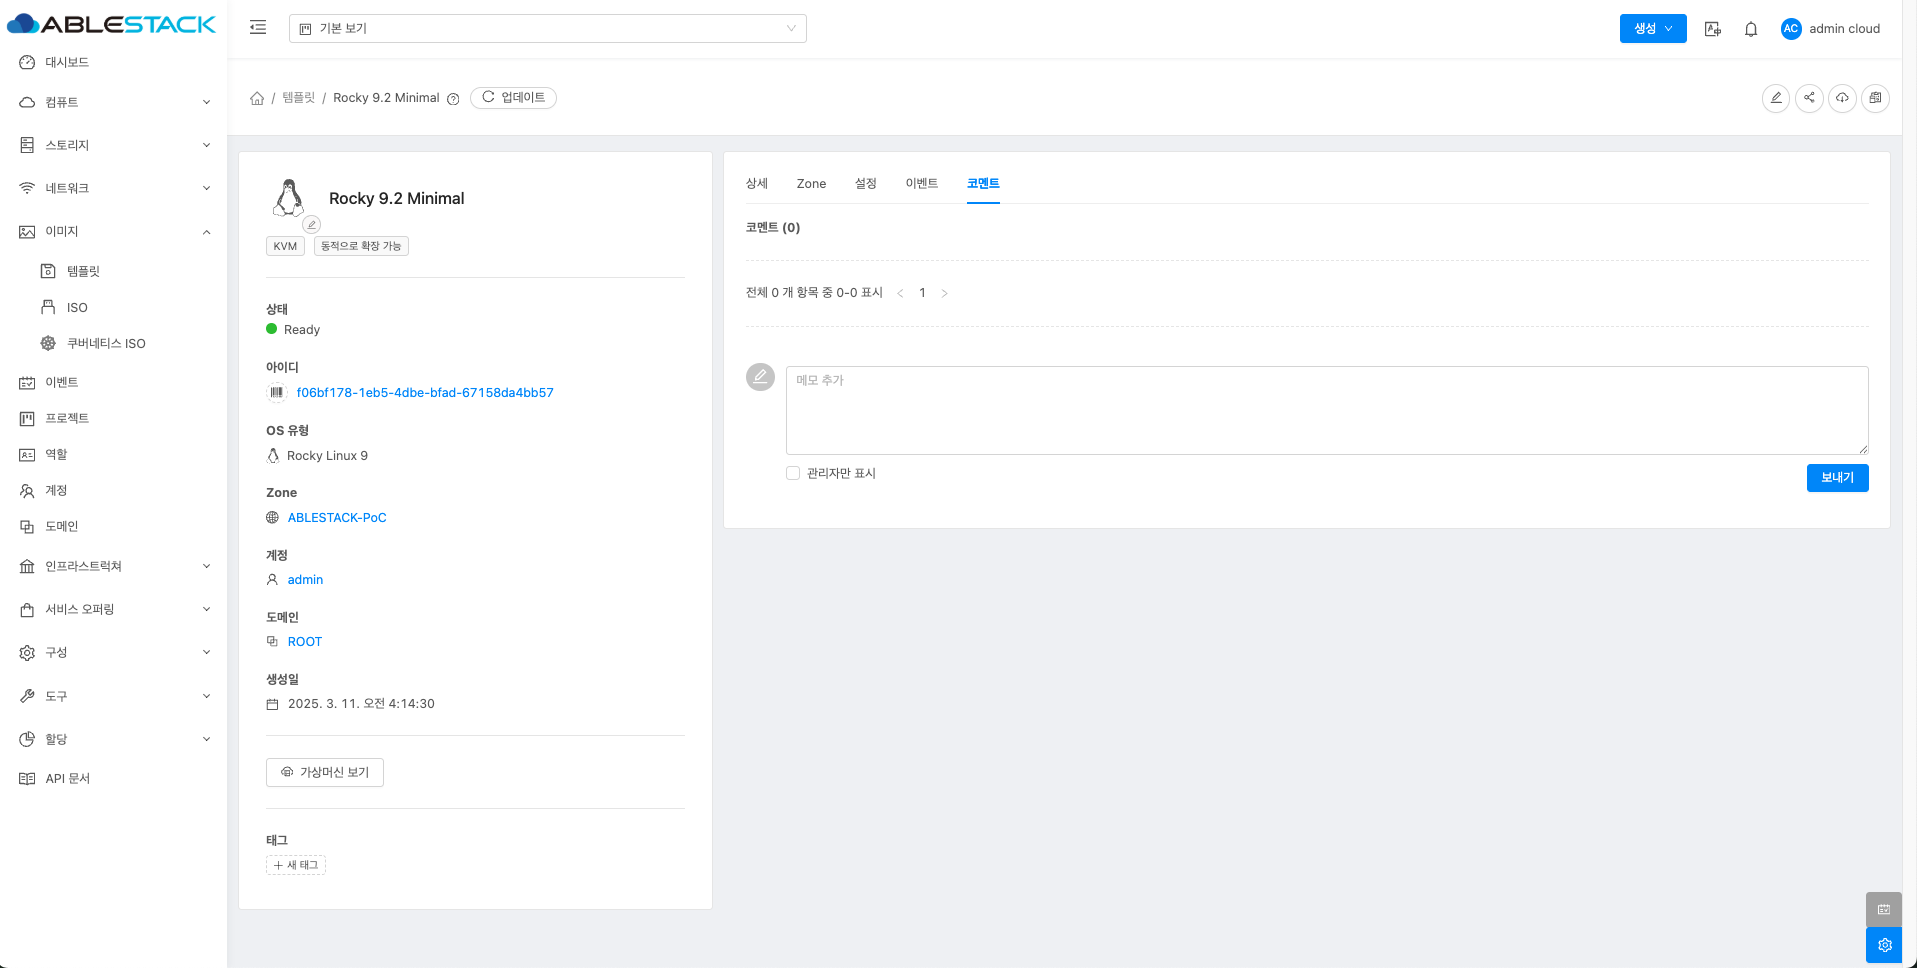 ABLESTACK
대시보드
컴퓨트
스토리지
네트워크
이미지
템플릿
ISO
쿠버네티스 ISO
이벤트
프로젝트
역할
계정
도메인
인프라스트럭쳐
서비스 오퍼링
구성
도구
할당
API 문서
기본 보기
생성
AC admin cloud
/ 템플릿 / Rocky 9.2 Minimal 업데이트
Rocky 9.2 Minimal
KVM 동적으로 확장 가능
상태
Ready
아이디
f06bf178-1eb5-4dbe-bfad-67158da4bb57
OS 유형
Rocky Linux 9
Zone
ABLESTACK-PoC
계정
admin
도메인
ROOT
생성일
2025. 3. 11. 오전 4:14:30
가상머신 보기
태그
+ 새 태그
상세 Zone 설정 이벤트 코멘트
코멘트 (0)
전체 0 개 항목 중 0-0 표시 < 1 >
메모 추가
관리자만 표시
보내기